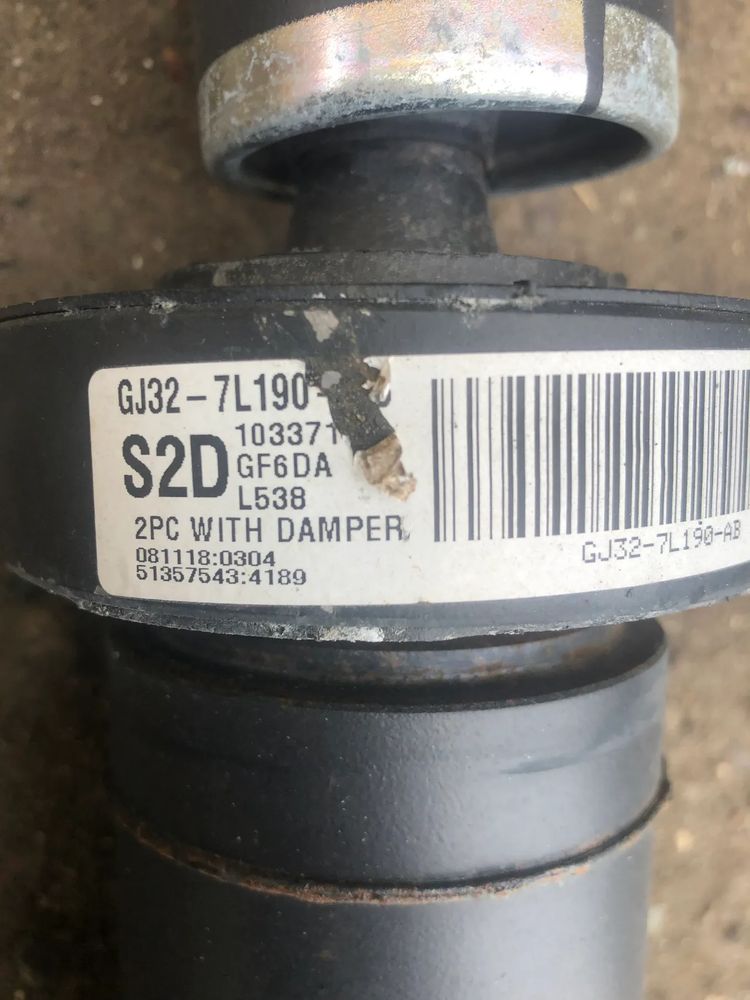 GJ32-7L190-
S2D
103371
GF6DA
L538
2PC WITH DAMPER
081118:0304
51357543:4189
GJ32-7L190-AB